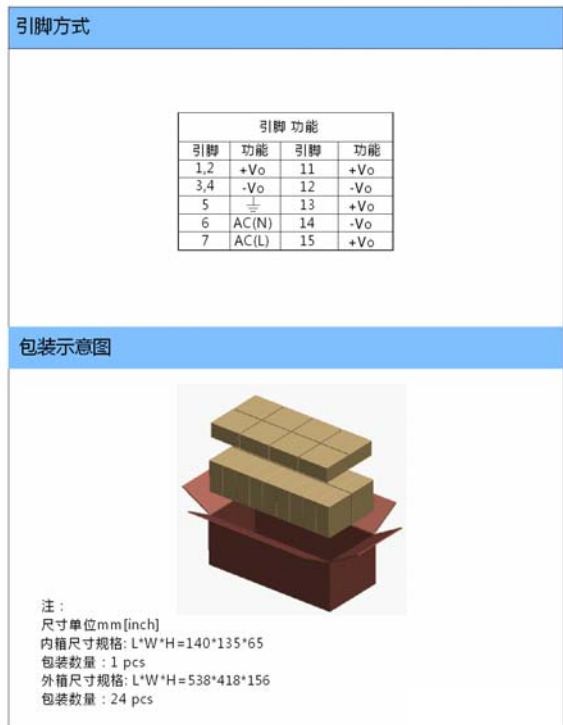 引脚方式
引脚 功能
引脚 功能 引脚 功能
1,2 +Vo 11 +Vo
3,4 -Vo 12 -Vo
5 ⏚ 13 +Vo
6 AC(N) 14 -Vo
7 AC(L) 15 +Vo
包装示意图
注：
尺寸单位mm[inch]
内箱尺寸规格: L*W*H=140*135*65
包装数量：1 pcs
外箱尺寸规格: L*W*H=538*418*156
包装数量：24 pcs